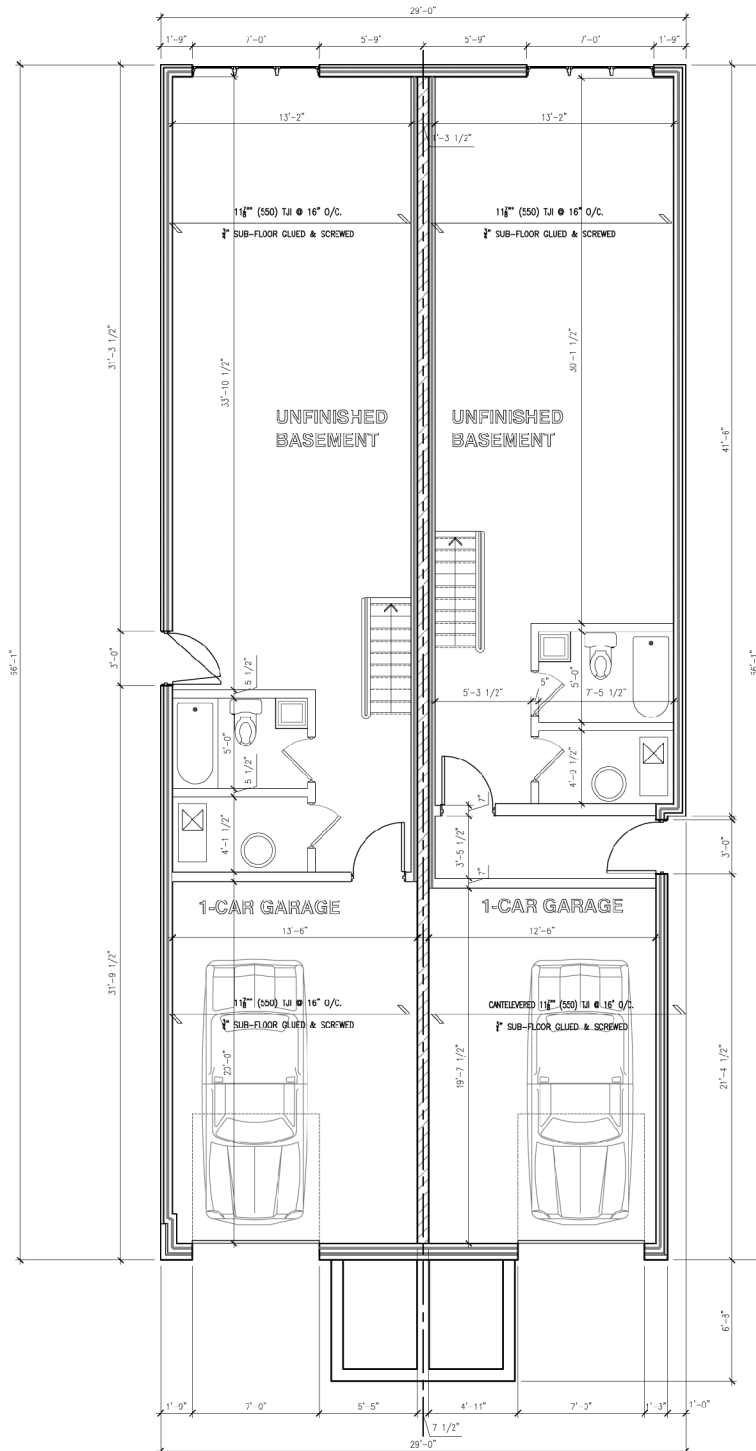 29'-0"
1'-9" 7'-0" 5'-9" 5'-9" 7'-0" 1'-9"
13'-2" 13'-2"
1'-3 1/2"
11⅞"" (550) TJI @ 16" O/C.
¾" SUB-FLOOR GLUED & SCREWED
11⅞"" (550) TJI @ 16" O/C.
¾" SUB-FLOOR GLUED & SCREWED
31'-3 1/2"
33'-10 1/2"
30'-1 1/2"
41'-6"
UNFINISHED
BASEMENT
UNFINISHED
BASEMENT
3'-0"
5 1/2"
5'-0"
5 1/2"
4'-1 1/2"
5'-3 1/2"
5"
5'-0"
7'-5 1/2"
4'-0 1/2"
7"
3'-5 1/2"
7"
3'-0"
66'-1"
66'-1"
1-CAR GARAGE
1-CAR GARAGE
13'-6" 12'-6"
31'-9 1/2"
11⅞"" (550) TJI @ 16" O/C.
¾" SUB-FLOOR GLUED & SCREWED
CANTELEVERED 11⅞"" (550) TJI @ 16" O/C.
¾" SUB-FLOOR GLUED & SCREWED
20'-0"
19'-7 1/2"
21'-4 1/2"
6'-8"
1'-9" 7'-0" 5'-5" 4'-11" 7'-0" 1'-3" 1'-0"
7 1/2"
29'-0"